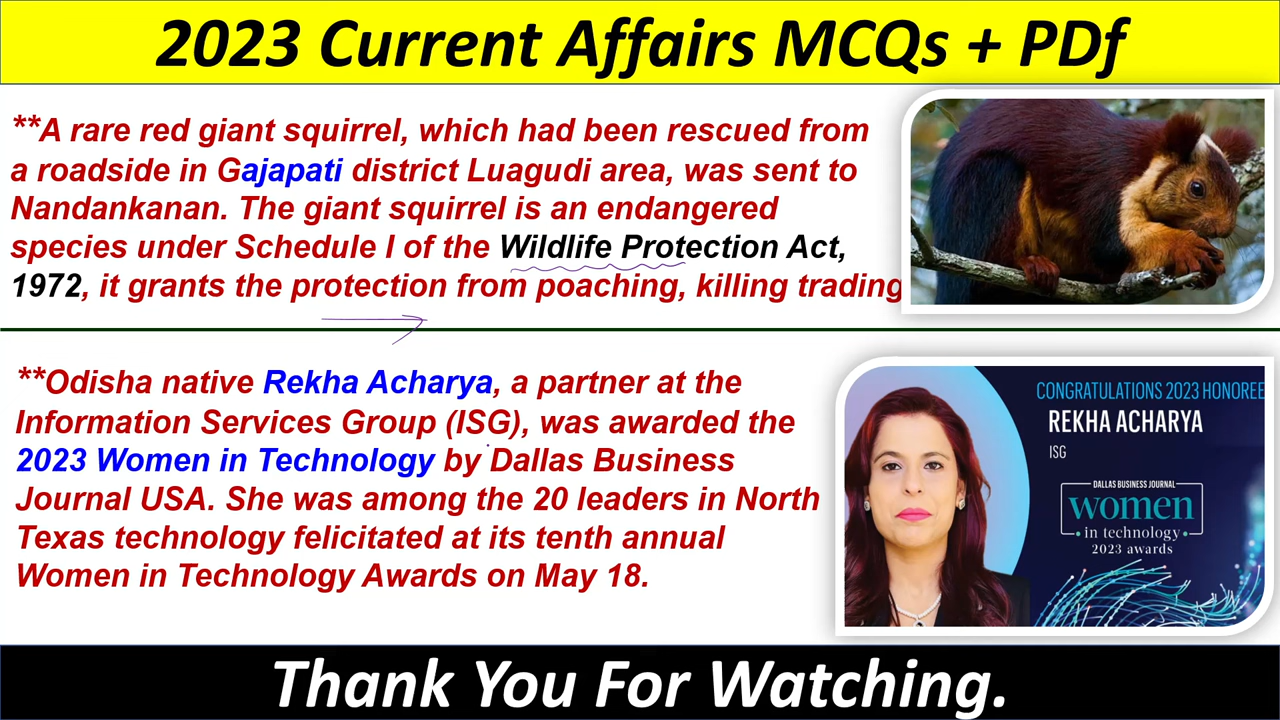 2023 Current Affairs MCQs + PDf
**A rare red giant squirrel, which had been rescued from
a roadside in Gajapati district Luagudi area, was sent to
Nandankanan. The giant squirrel is an endangered
species under Schedule I of the Wildlife Protection Act,
1972, it grants the protection from poaching, killing trading
**Odisha native Rekha Acharya, a partner at the
Information Services Group (ISG), was awarded the
2023 Women in Technology by Dallas Business
Journal USA. She was among the 20 leaders in North
Texas technology felicitated at its tenth annual
Women in Technology Awards on May 18.
CONGRATULATIONS 2023 HONOREE
REKHA ACHARYA
ISG
DALLAS BUSINESS JOURNAL
women
in technology
2023 awards
Thank You For Watching.